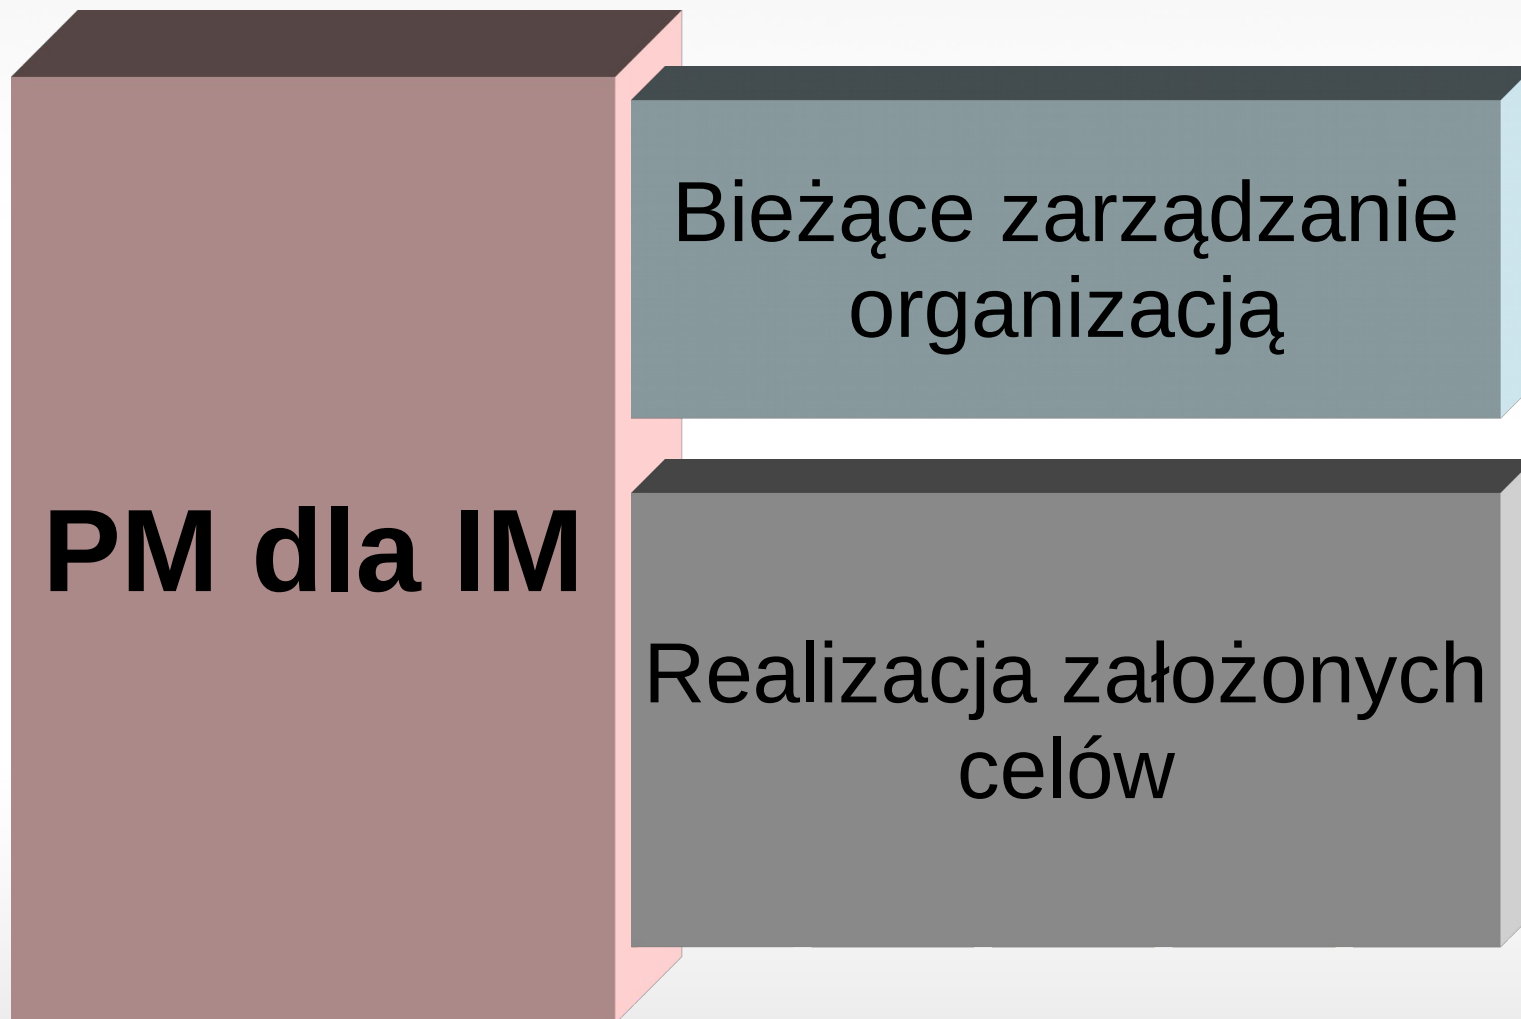 PM dla IM
Bieżące zarządzanie
organizacją
Realizacja założonych
celów